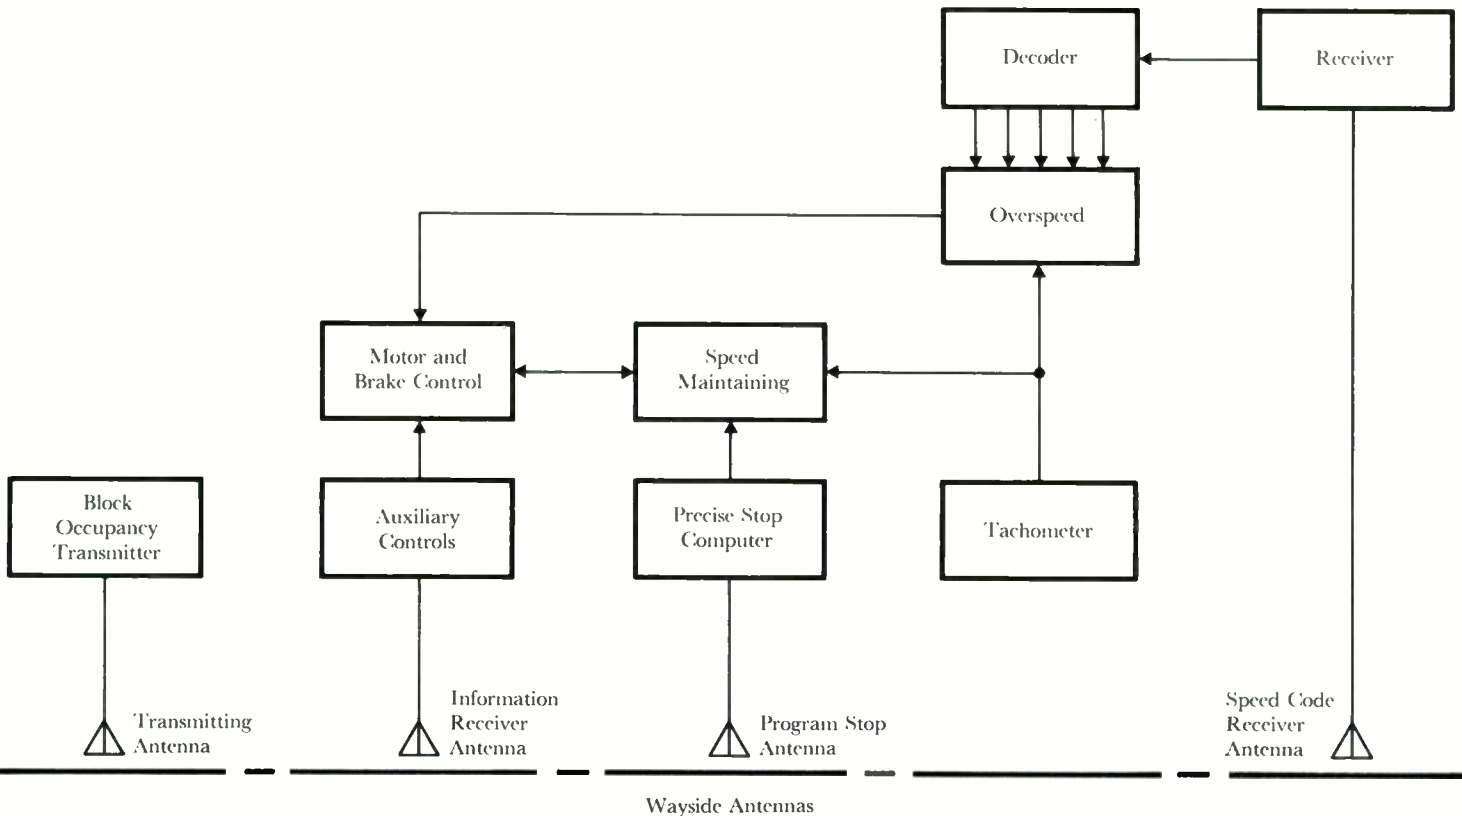 Decoder
Receiver
Overspeed
Motor and
Brake Control
Speed
Maintaining
Block
Occupancy
Transmitter
Auxiliary
Controls
Precise Stop
Computer
Tachometer
Transmitting
Antenna
Information
Receiver
Antenna
Program Stop
Antenna
Speed Code
Receiver
Antenna
Wayside Antennas